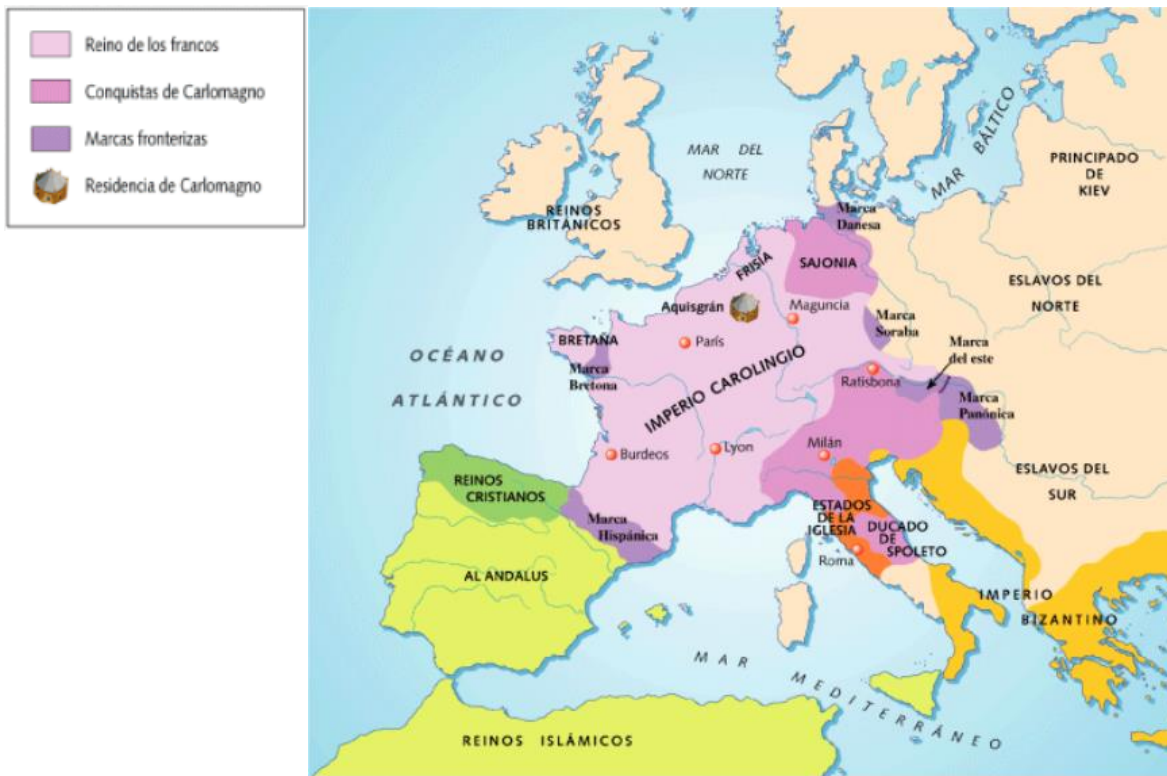 Reino de los francos
Conquistas de Carlomagno
Marcas fronterizas
Residencia de Carlomagno
MAR DEL
NORTE
MAR BÁLTICO
PRINCIPADO
DE
KIEV
REINOS
BRITÁNICOS
Marca
Danesa
SAJONIA
FRISIA
ESLAVOS DEL
NORTE
Aquisgrán
Maguncia
Marca
Soraba
BRETAÑA
París
Marca
del este
OCÉANO
ATLÁNTICO
Marca
Bretona
IMPERIO CAROLINGIO
Ratisbona
Marca
Panónica
Burdeos
Lyon
Milán
ESLAVOS DEL
SUR
REINOS
CRISTIANOS
Marca
Hispánica
ESTADOS
DE LA
IGLESIA
DUCADO
DE
SPOLETO
Roma
AL ANDALUS
IMPERIO
BIZANTINO
MAR MEDITERRÁNEO
REINOS ISLÁMICOS